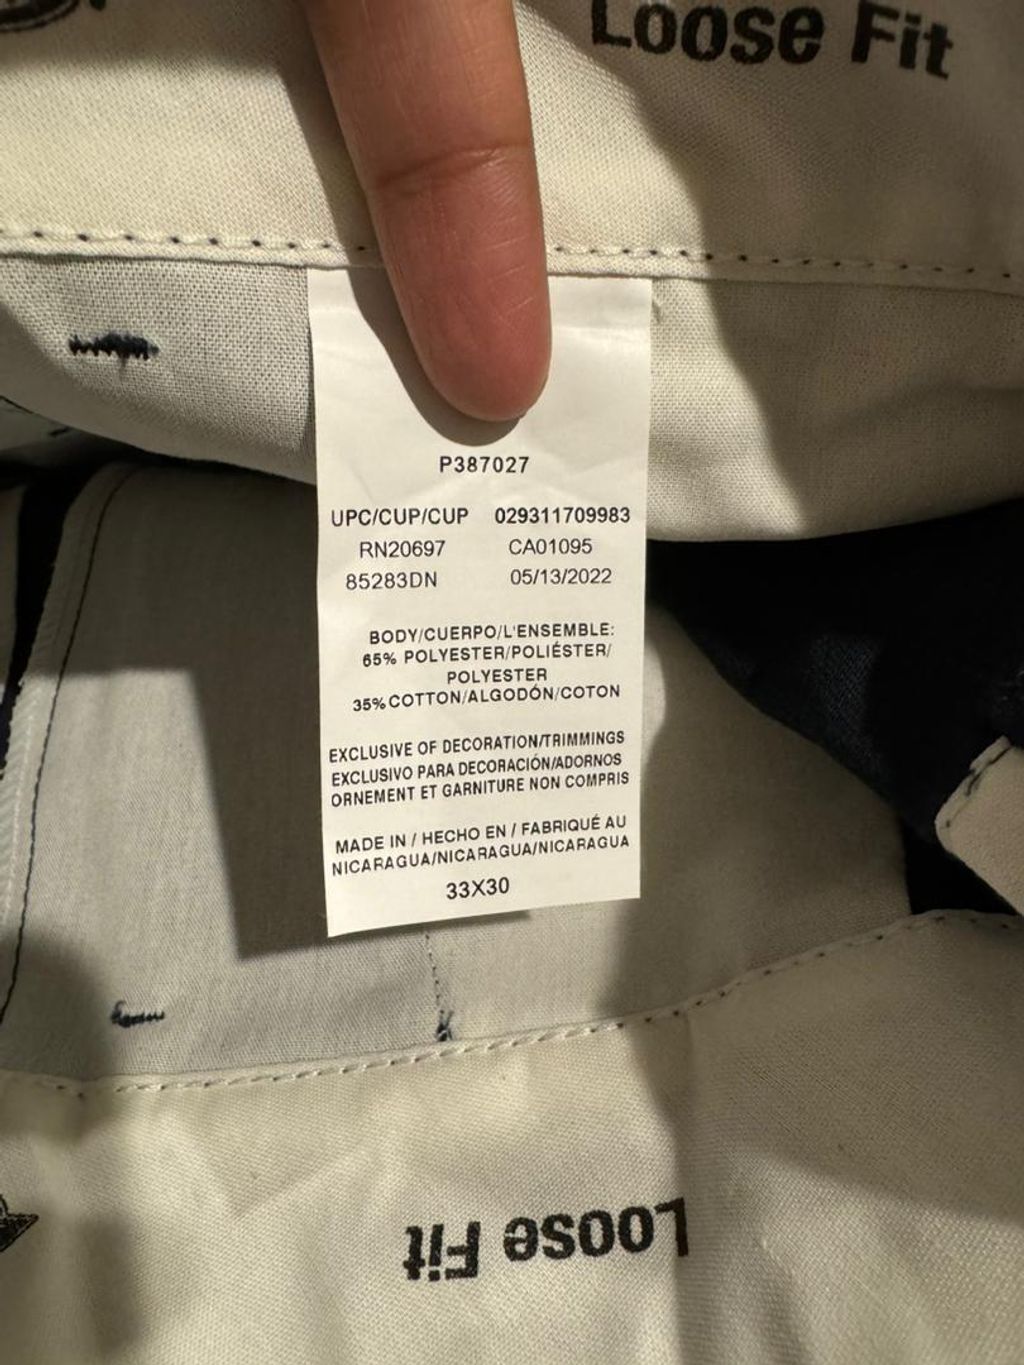 Loose Fit
P387027
UPC/CUP/CUP 029311709983
RN20697 CA01095
85283DN 05/13/2022
BODY/CUERPO/L'ENSEMBLE:
65% POLYESTER/POLIÉSTER/
POLYESTER
35%COTTON/ALGODÓN/COTON
EXCLUSIVE OF DECORATION/TRIMMINGS
EXCLUSIVO PARA DECORACIÓN/ADORNOS
ORNEMENT ET GARNITURE NON COMPRIS
MADE IN / HECHO EN / FABRIQUÉ AU
NICARAGUA/NICARAGUA/NICARAGUA
33X30
Loose Fit